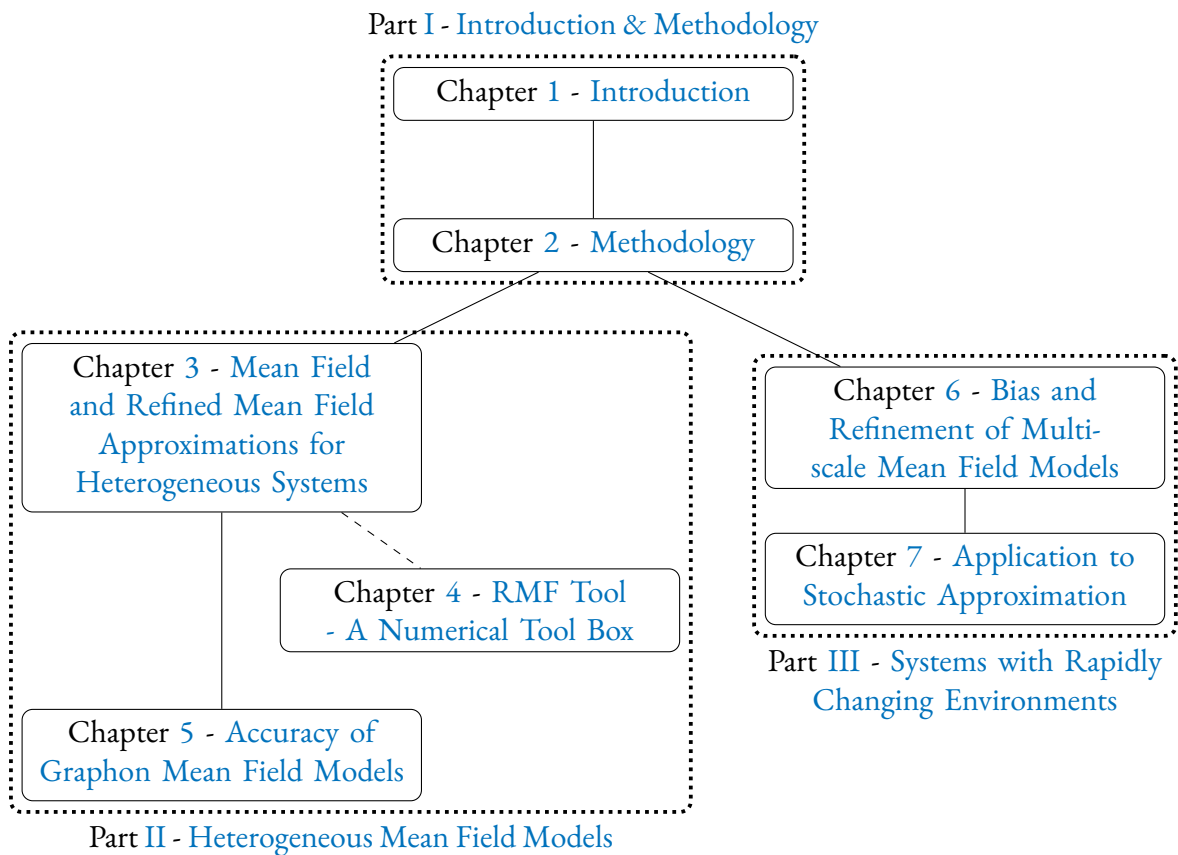 Part I - Introduction & Methodology
Chapter 1 - Introduction
Chapter 2 - Methodology
Chapter 3 - Mean Field
and Refined Mean Field
Approximations for
Heterogeneous Systems
Chapter 4 - RMF Tool
- A Numerical Tool Box
Chapter 5 - Accuracy of
Graphon Mean Field Models
Part II - Heterogeneous Mean Field Models
Chapter 6 - Bias and
Refinement of Multi-
scale Mean Field Models
Chapter 7 - Application to
Stochastic Approximation
Part III - Systems with Rapidly
Changing Environments